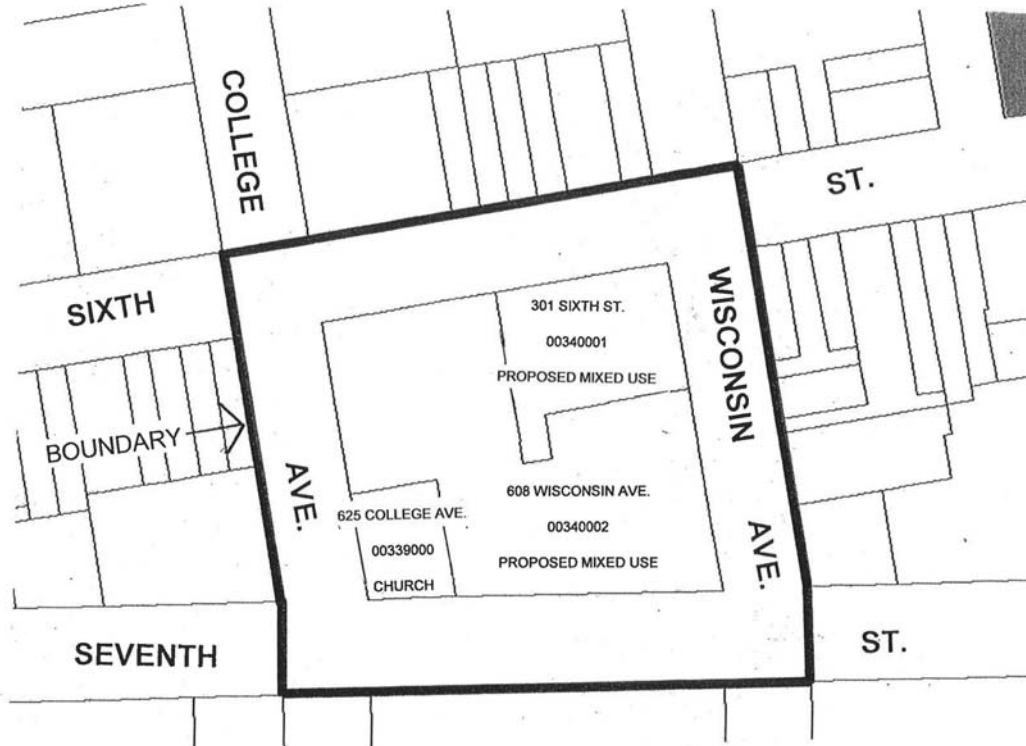 COLLEGE
ST.
SIXTH
WISCONSIN
301 SIXTH ST.
00340001
PROPOSED MIXED USE
BOUNDARY
AVE.
625 COLLEGE AVE.
00339000
CHURCH
608 WISCONSIN AVE.
00340002
PROPOSED MIXED USE
AVE.
SEVENTH
ST.